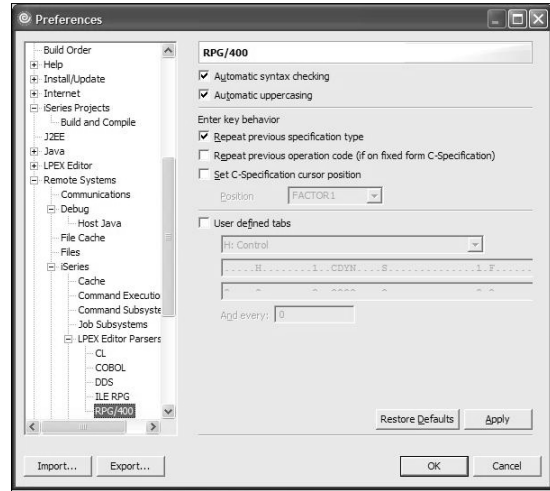 Preferences
Build Order
Help
Install/Update
Internet
iSeries Projects
Build and Compile
J2EE
Java
LPEX Editor
Remote Systems
Communications
Debug
Host Java
File Cache
Files
iSeries
Cache
Command Executio
Command Subsyste
Job Subsystems
LPEX Editor Parsers
CL
COBOL
DDS
ILE RPG
RPG/400
RPG/400
Automatic syntax checking
Automatic uppercasing
Enter key behavior
Repeat previous specification type
Repeat previous operation code (if on fixed form C-Specification)
Set C-Specification cursor position
Position FACTOR1
User defined tabs
H: Control
.....H........1..CDYN....S..............1.F......
And every: 0
Restore Defaults Apply
Import... Export... OK Cancel